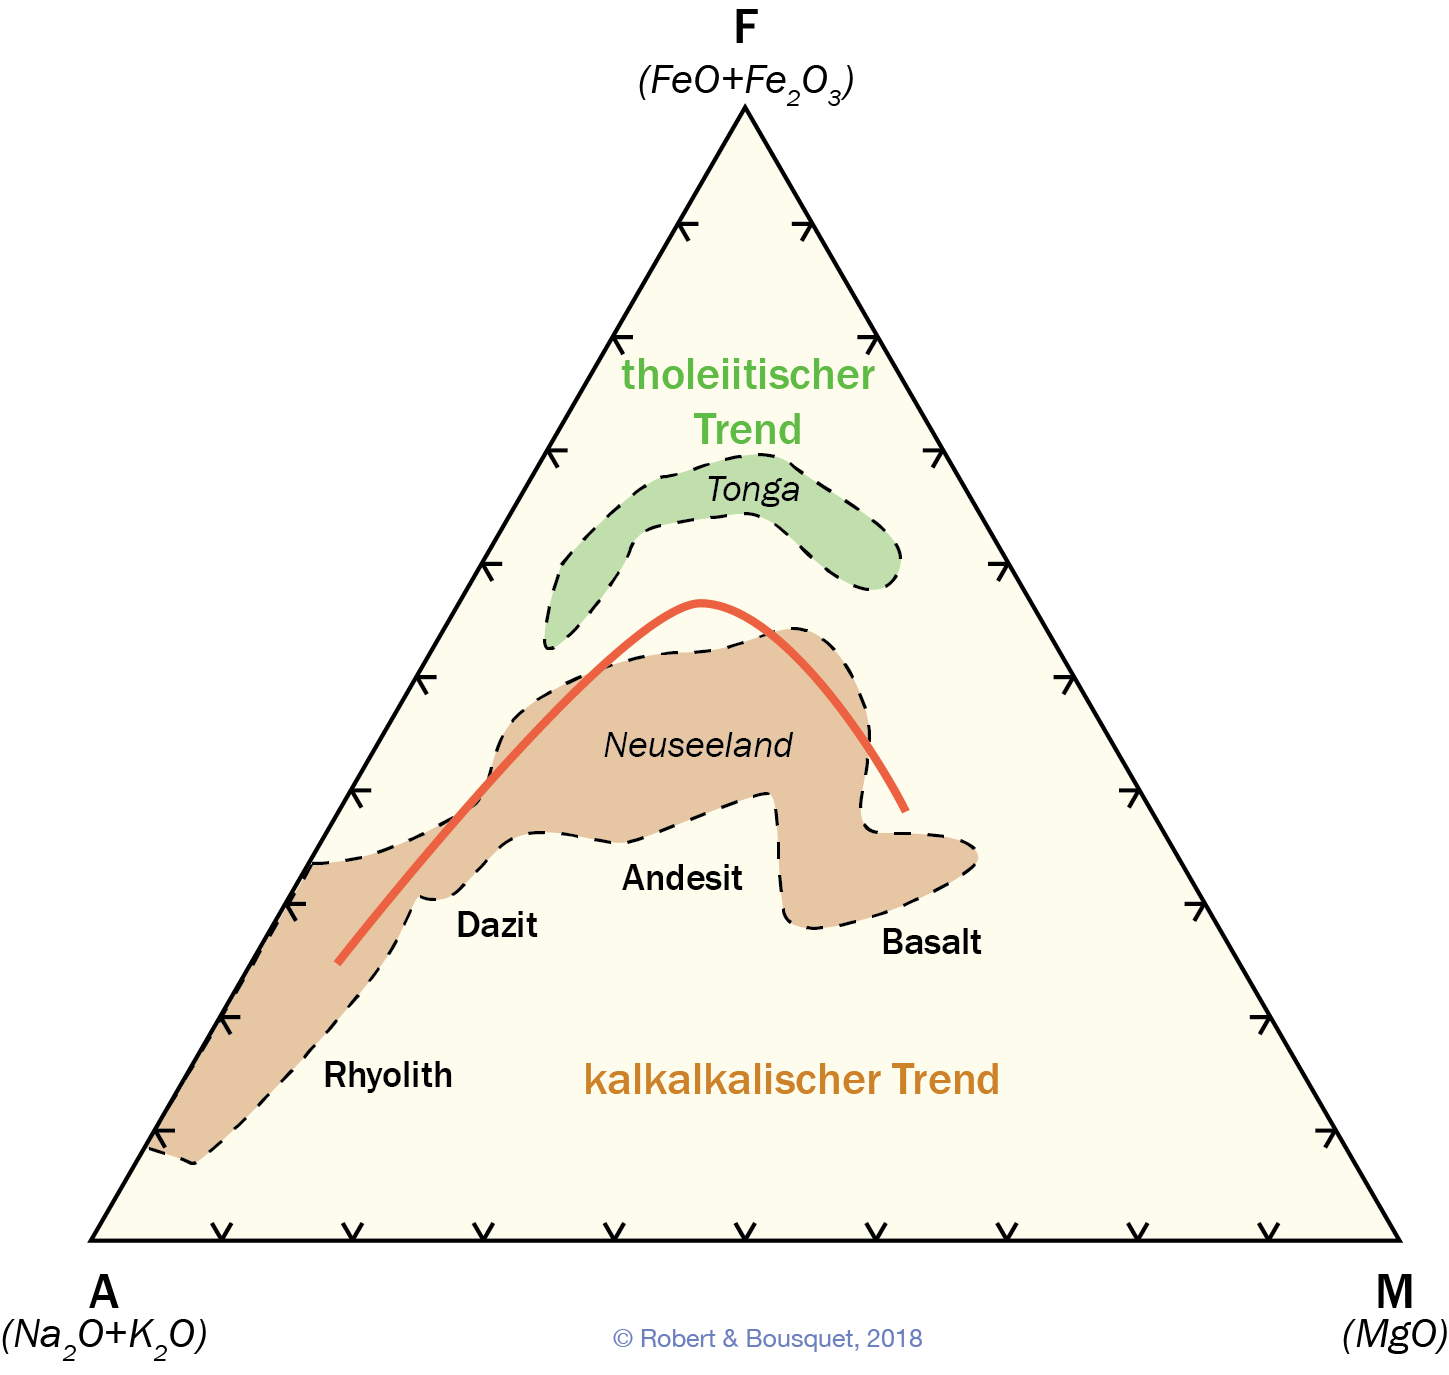 F
(FeO+Fe₂O₃)
tholeiitischer
Trend
Tonga
Neuseeland
Andesit
Dazit
Basalt
Rhyolith
kalkalkalischer Trend
A
(Na₂O+K₂O)
M
(MgO)
© Robert & Bousquet, 2018